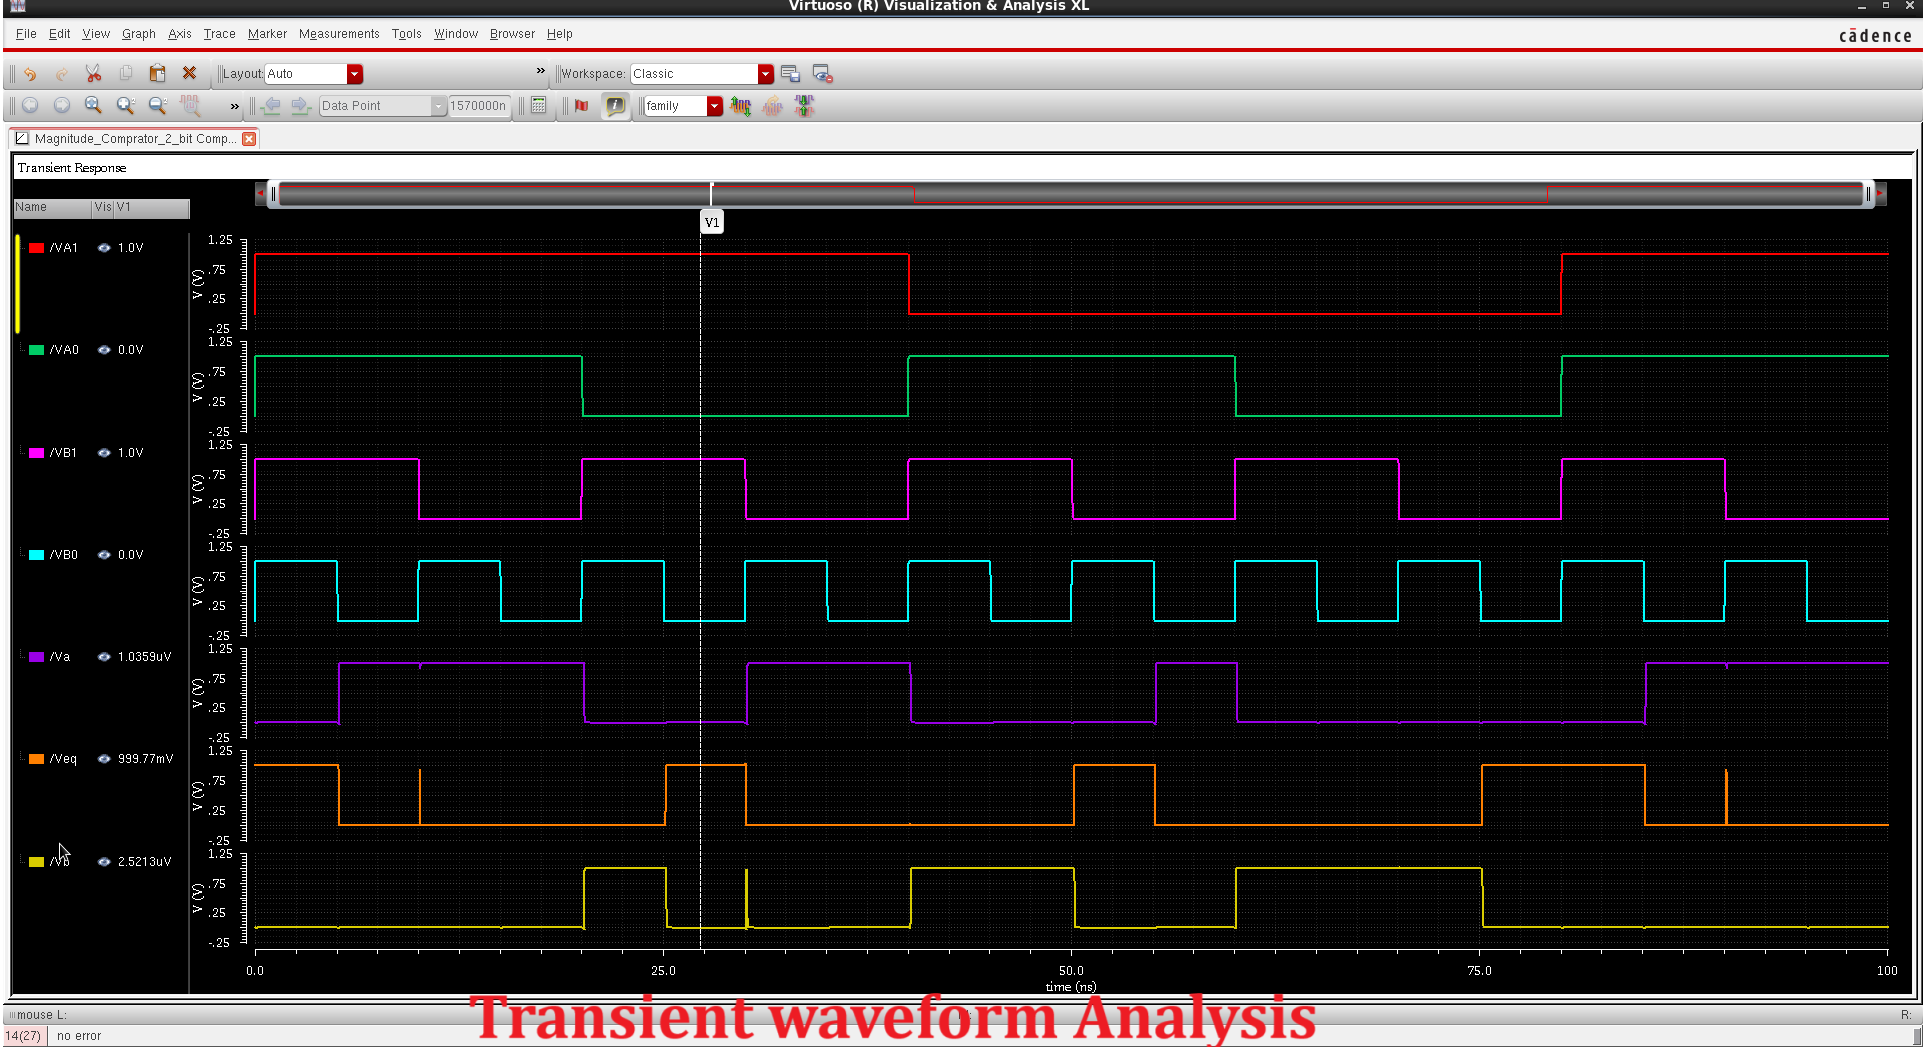 Virtuoso (R) Visualization & Analysis XL
File Edit View Graph Axis Trace Marker Measurements Tools Window Browser Help
cādence
Layout: Auto » Workspace: Classic
» Data Point 1570000n family
Magnitude_Comprator_2_bit Comp...
Transient Response
Name Vis V1
V1
/VA1 1.0V
1.25
.75
.25
-.25
V (V)
/VA0 0.0V
1.25
.75
.25
-.25
V (V)
/VB1 1.0V
1.25
.75
.25
-.25
V (V)
/VB0 0.0V
1.25
.75
.25
-.25
V (V)
/Va 1.0359uV
1.25
.75
.25
-.25
V (V)
/Veq 999.77mV
1.25
.75
.25
-.25
V (V)
/Vb 2.5213uV
1.25
.75
.25
-.25
V (V)
0.0 25.0 50.0 75.0 100
time (ns)
mouse L: R:
Transient waveform Analysis
14(27) no error